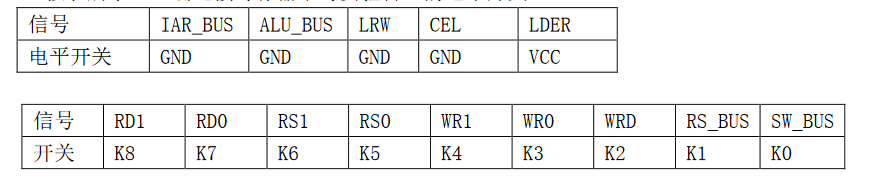 信号 IAR_BUS ALU_BUS LRW CEL LDER
电平开关 GND GND GND GND VCC
信号 RD1 RD0 RS1 RS0 WR1 WR0 WRD RS_BUS SW_BUS
开关 K8 K7 K6 K5 K4 K3 K2 K1 K0